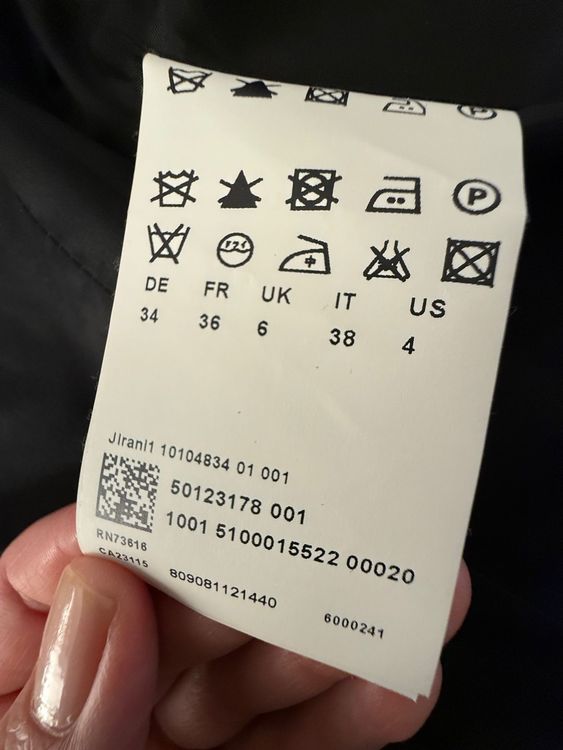 P
DE FR UK IT US
34 36 6 38 4
Jirani1 10104834 01 001
50123178 001
1001 5100015522 00020
RN73616
CA23115
809081121440
6000241